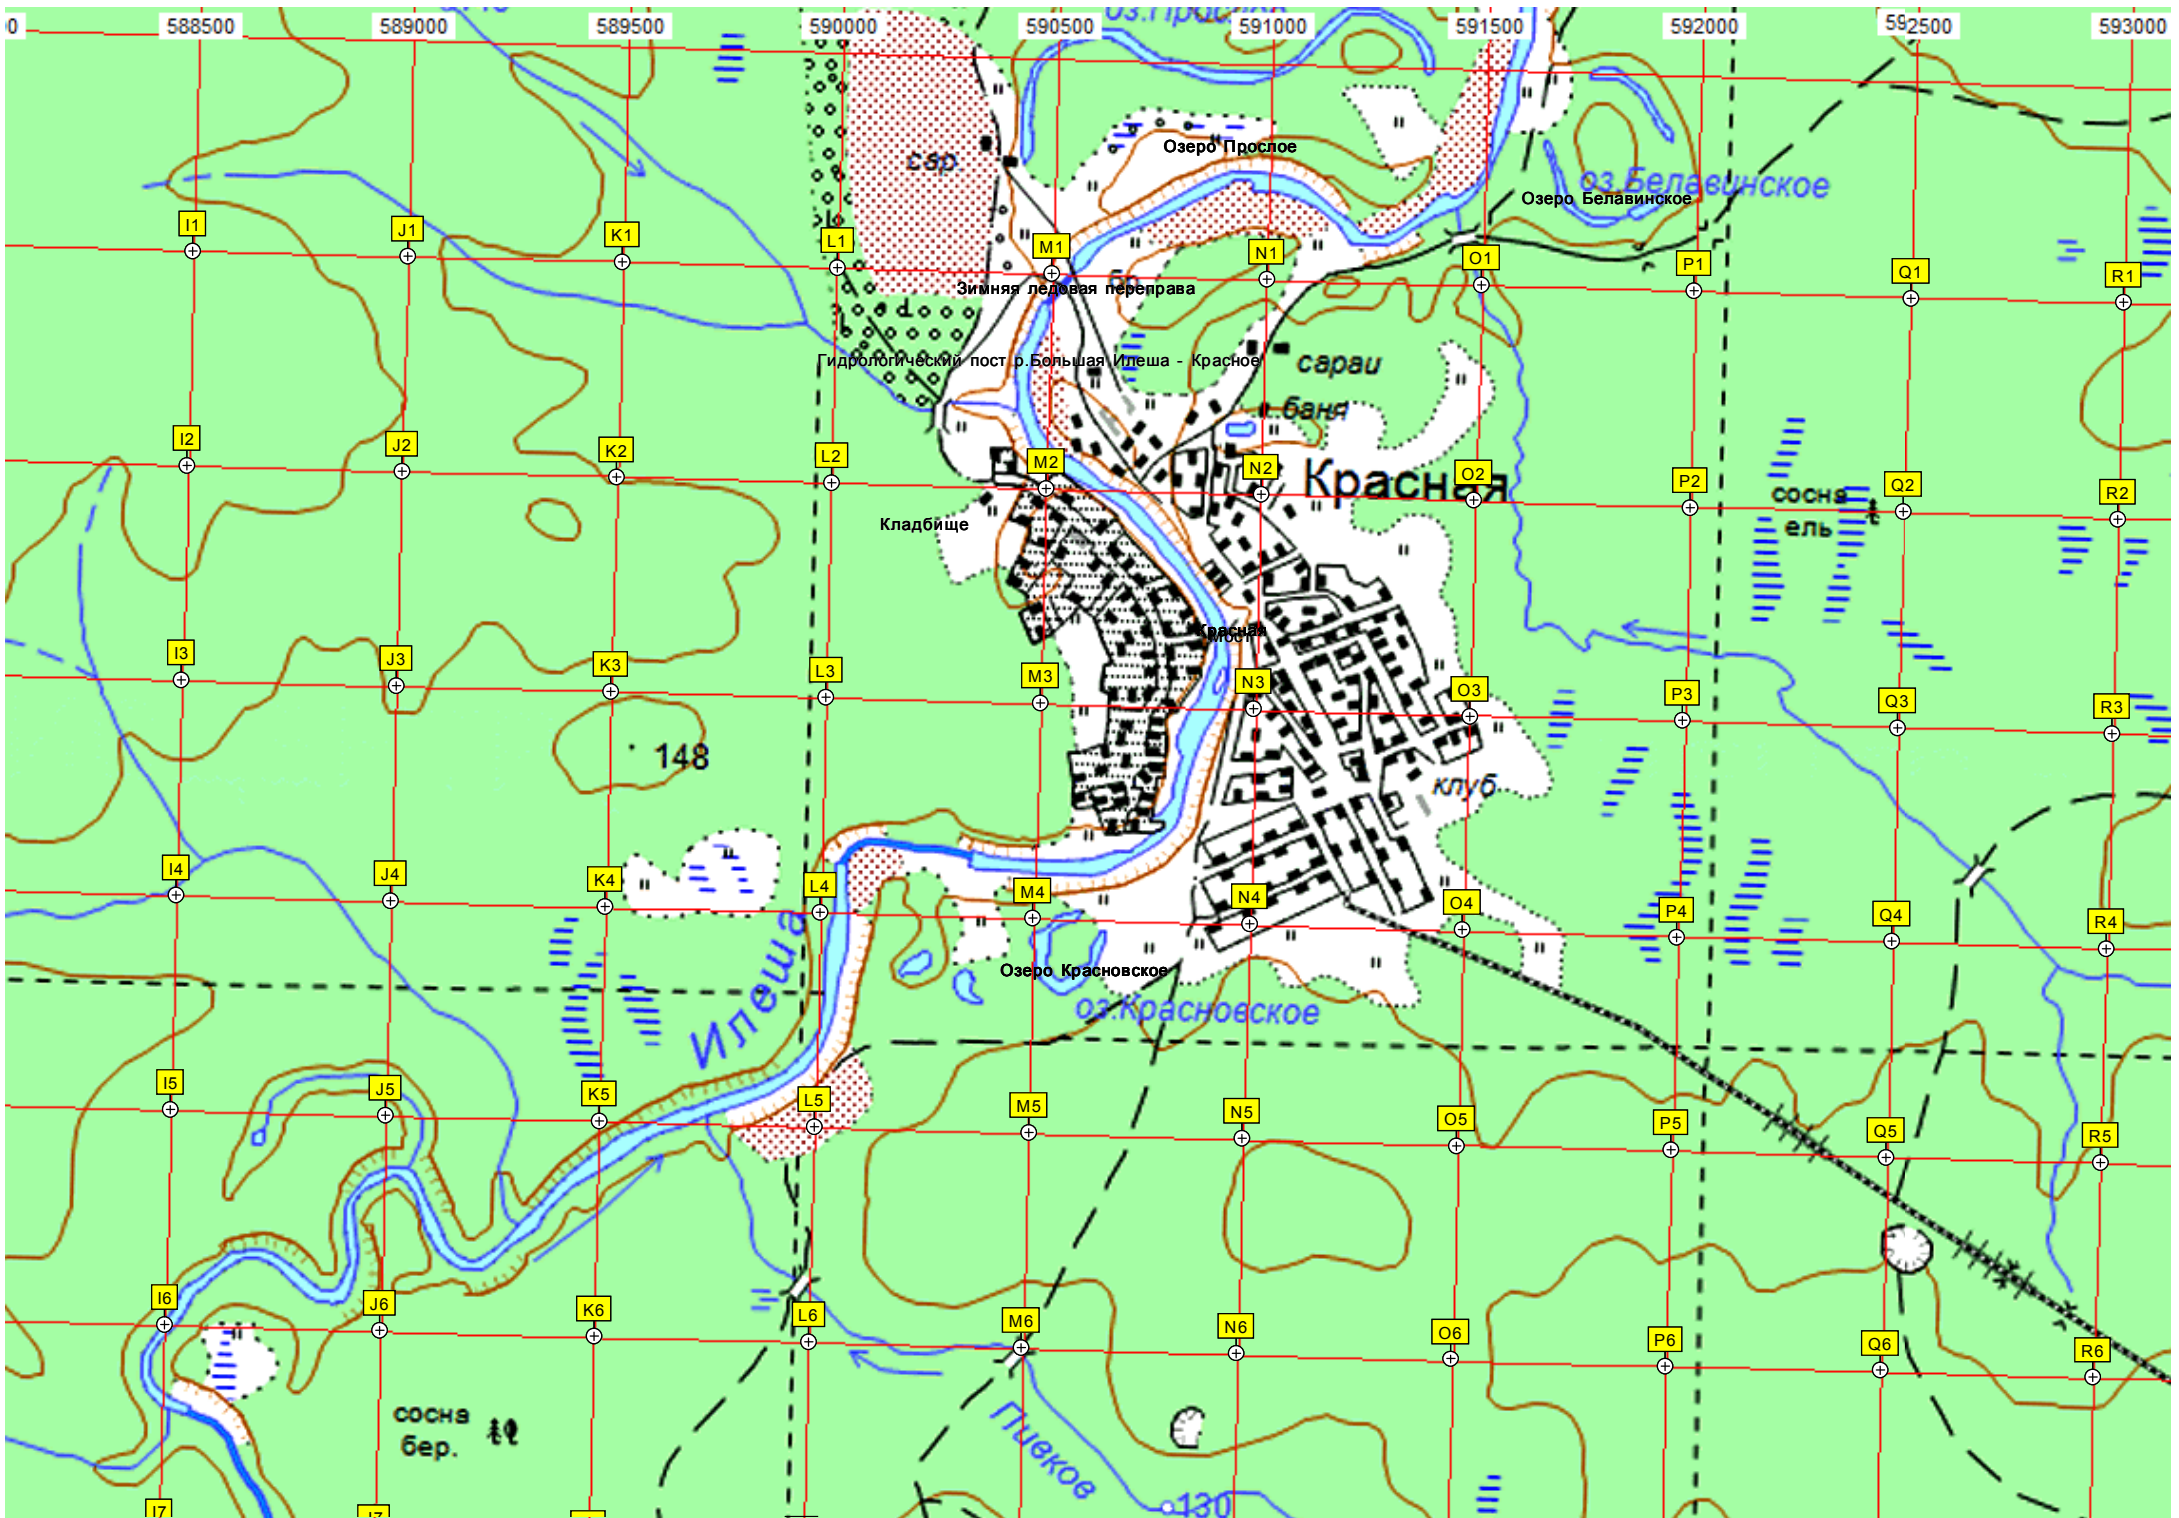 588500 589000 589500 590000 590500 591000 591500 592000 592500 593000
сар.
Озеро Прослое
оз.Белавинское
Озеро Белавинское
I1 J1 K1 L1 M1 N1 O1 P1 Q1 R1
Зимняя ледовая переправа
бр.
Гидрологический пост р.Большая Илеша - Красное
сараи
баня
I2 J2 K2 L2 M2 N2 O2 P2 Q2 R2
Красная
сосна
ель
Кладбище
Красная
Мост
I3 J3 K3 L3 M3 N3 O3 P3 Q3 R3
148
клуб
I4 J4 K4 L4 M4 N4 O4 P4 Q4 R4
Илеша
Озеро Красновское
оз.Красновское
I5 J5 K5 L5 M5 N5 O5 P5 Q5 R5
I6 J6 K6 L6 M6 N6 O6 P6 Q6 R6
сосна
бер.
Пивкое
130
I7 J7